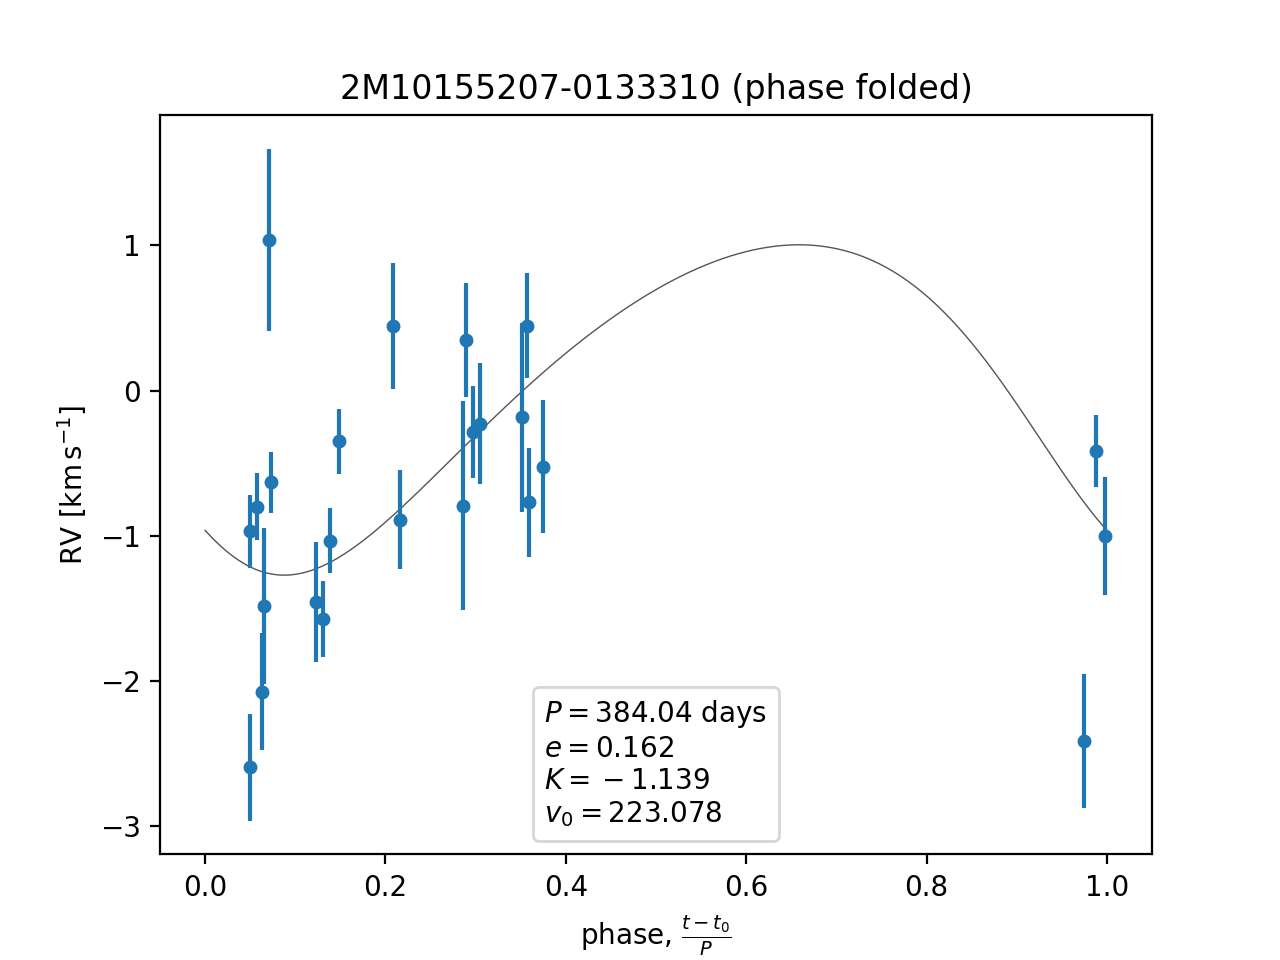 2M10155207-0133310 (phase folded)
1
0
−1
−2
−3
RV [km s⁻¹]
P = 384.04 days
e = 0.162
K = −1.139
v₀ = 223.078
0.0 0.2 0.4 0.6 0.8 1.0
phase, (t − t₀)/P